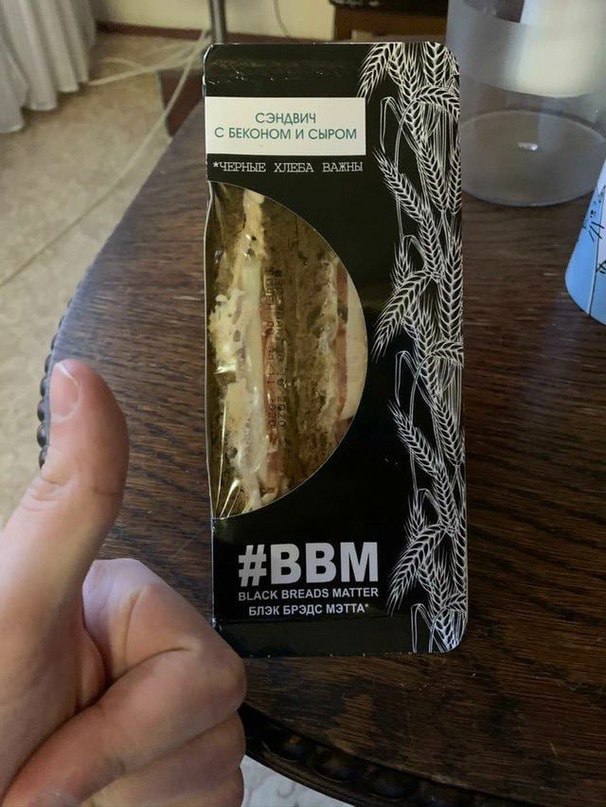 СЭНДВИЧ
С БЕКОНОМ И СЫРОМ
*ЧЕРНЫЕ ХЛЕБА ВАЖНЫ
#BBM
BLACK BREADS MATTER
БЛЭК БРЭДС МЭТТА*